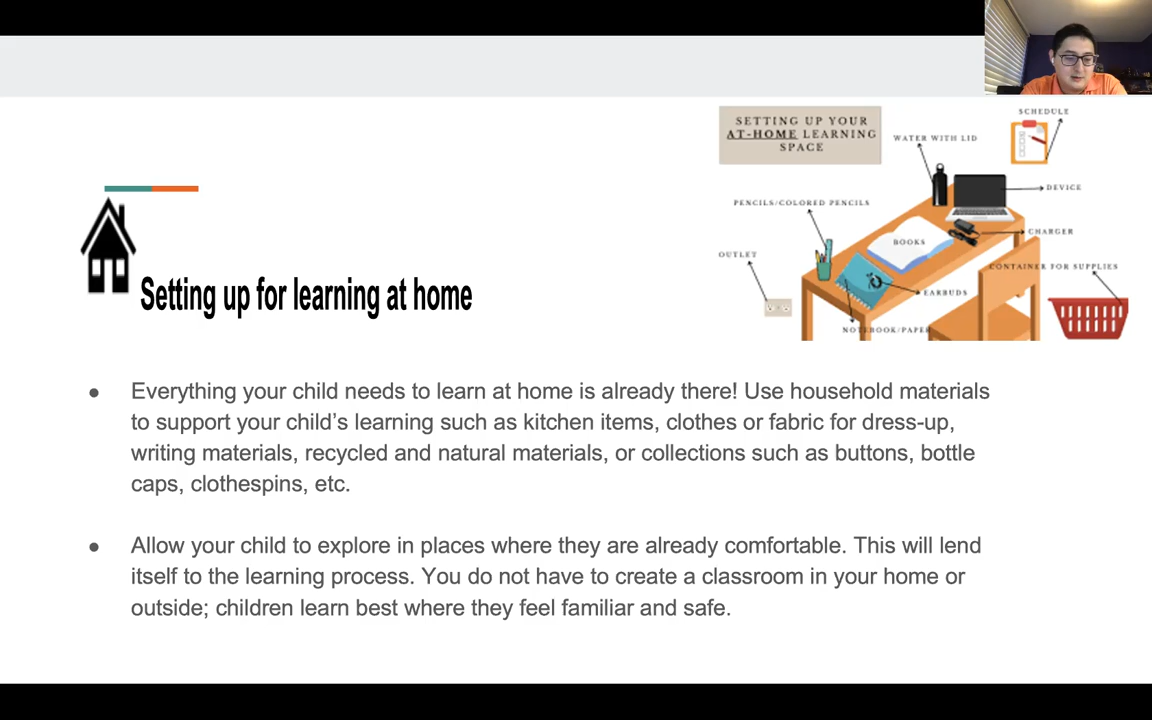 SETTING UP YOUR
AT-HOME LEARNING
SPACE
SCHEDULE
WATER WITH LID
DEVICE
PENCILS/COLORED PENCILS
CHARGER
BOOKS
OUTLET
CONTAINER FOR SUPPLIES
EARBUDS
NOTEBOOK/PAPER
Setting up for learning at home
● Everything your child needs to learn at home is already there! Use household materials
to support your child’s learning such as kitchen items, clothes or fabric for dress-up,
writing materials, recycled and natural materials, or collections such as buttons, bottle
caps, clothespins, etc.
● Allow your child to explore in places where they are already comfortable. This will lend
itself to the learning process. You do not have to create a classroom in your home or
outside; children learn best where they feel familiar and safe.